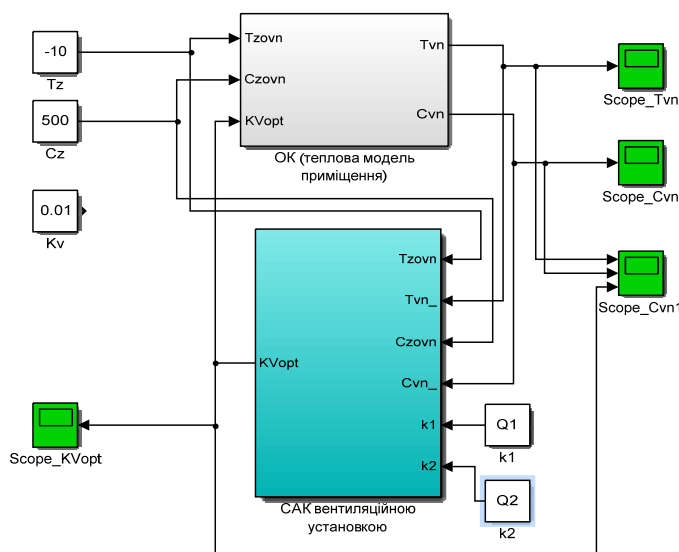 -10
Tz
500
Cz
0.01
Kv
Tzovn
Czovn
KVopt
Tvn
Cvn
ОК (теплова модель
приміщення)
Scope_Tvn
Scope_Cvn
Scope_Cvn1
Tzovn
Tvn_
Czovn
Cvn_
k1
k2
KVopt
САК вентиляційною
установкою
Q1
k1
Q2
k2
Scope_KVopt